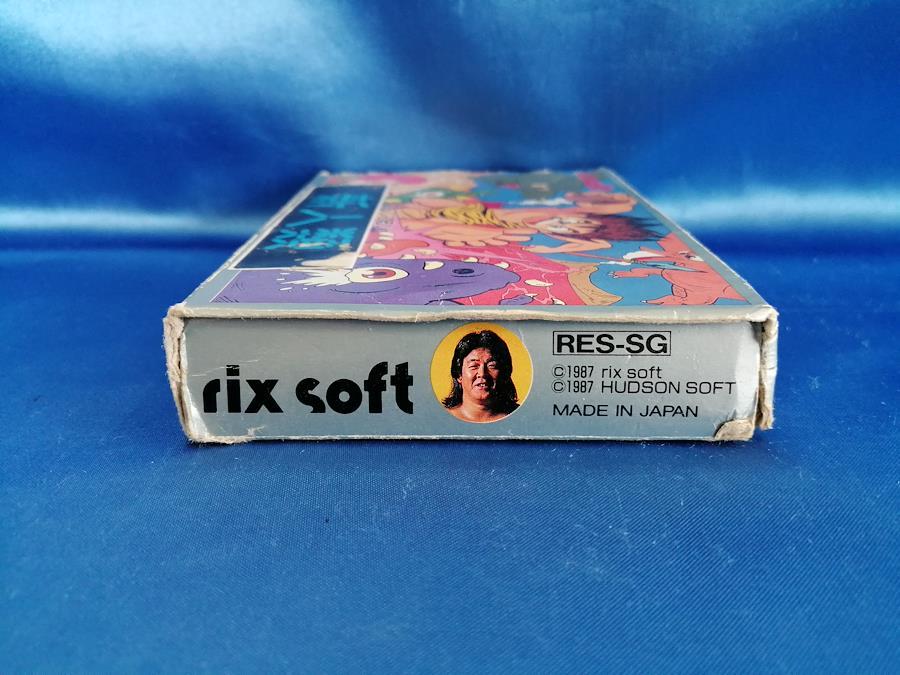 rix soft
RES-SG
©1987 rix soft
©1987 HUDSON SOFT
MADE IN JAPAN